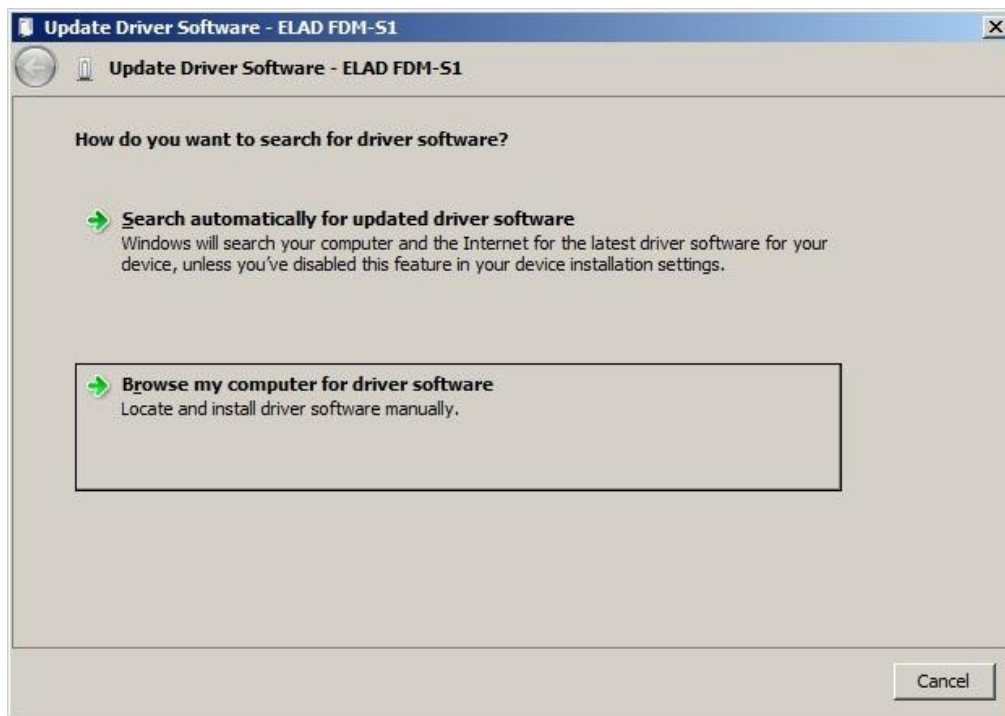 Update Driver Software - ELAD FDM-S1
Update Driver Software - ELAD FDM-S1
How do you want to search for driver software?
Search automatically for updated driver software
Windows will search your computer and the Internet for the latest driver software for your
device, unless you've disabled this feature in your device installation settings.
Browse my computer for driver software
Locate and install driver software manually.
Cancel